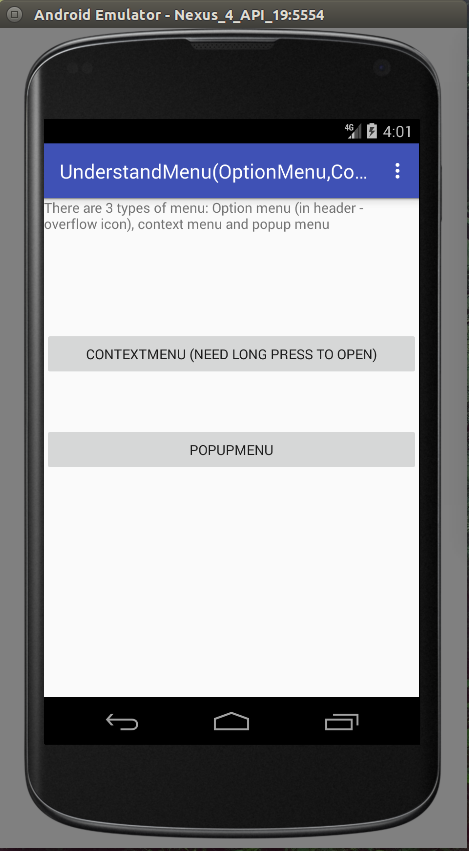 Android Emulator - Nexus_4_API_19:5554
4G 4:01
UnderstandMenu(OptionMenu,Co...
There are 3 types of menu: Option menu (in header -
overflow icon), context menu and popup menu
CONTEXTMENU (NEED LONG PRESS TO OPEN)
POPUPMENU